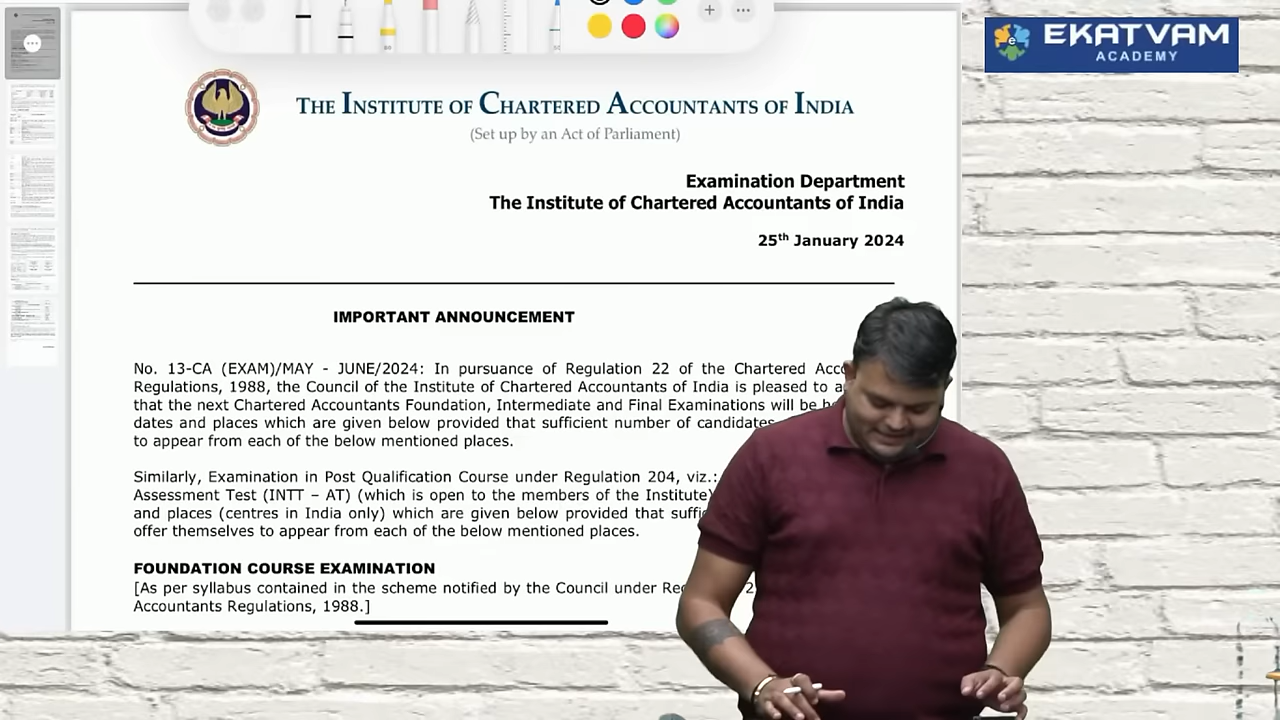 EKATVAM
ACADEMY
THE INSTITUTE OF CHARTERED ACCOUNTANTS OF INDIA
(Set up by an Act of Parliament)
Examination Department
The Institute of Chartered Accountants of India
25th January 2024
IMPORTANT ANNOUNCEMENT
No. 13-CA (EXAM)/MAY - JUNE/2024: In pursuance of Regulation 22 of the Chartered
Regulations, 1988, the Council of the Institute of Chartered Accountants of India is pleased to
that the next Chartered Accountants Foundation, Intermediate and Final Examinations will be
dates and places which are given below provided that sufficient number of candidates
to appear from each of the below mentioned places.
Similarly, Examination in Post Qualification Course under Regulation 204, viz.:
Assessment Test (INTT – AT) (which is open to the members of the Institute)
and places (centres in India only) which are given below provided that
offer themselves to appear from each of the below mentioned places.
FOUNDATION COURSE EXAMINATION
[As per syllabus contained in the scheme notified by the Council under
Accountants Regulations, 1988.]